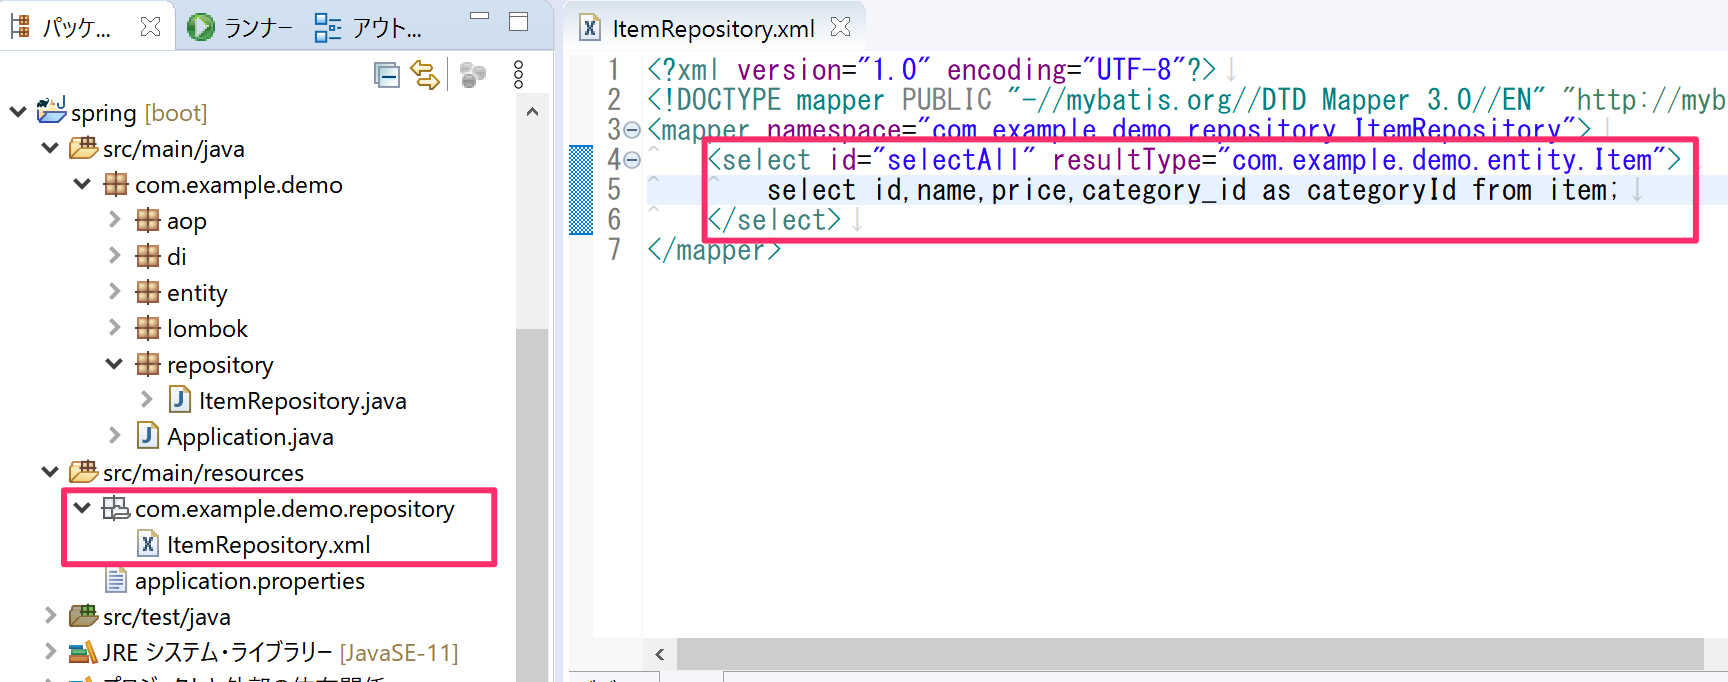 パッケ...
ランナー
アウト...
spring [boot]
src/main/java
com.example.demo
aop
di
entity
lombok
repository
ItemRepository.java
Application.java
src/main/resources
com.example.demo.repository
ItemRepository.xml
application.properties
src/test/java
JRE システム・ライブラリー [JavaSE-11]
ItemRepository.xml
1 <?xml version="1.0" encoding="UTF-8"?>↓
2 <!DOCTYPE mapper PUBLIC "-//mybatis.org//DTD Mapper 3.0//EN" "http://myb
3 <mapper namespace="com.example.demo.repository.ItemRepository">↓
4 <select id="selectAll" resultType="com.example.demo.entity.Item">
5 select id,name,price,category_id as categoryId from item;↓
6 </select>↓
7 </mapper>